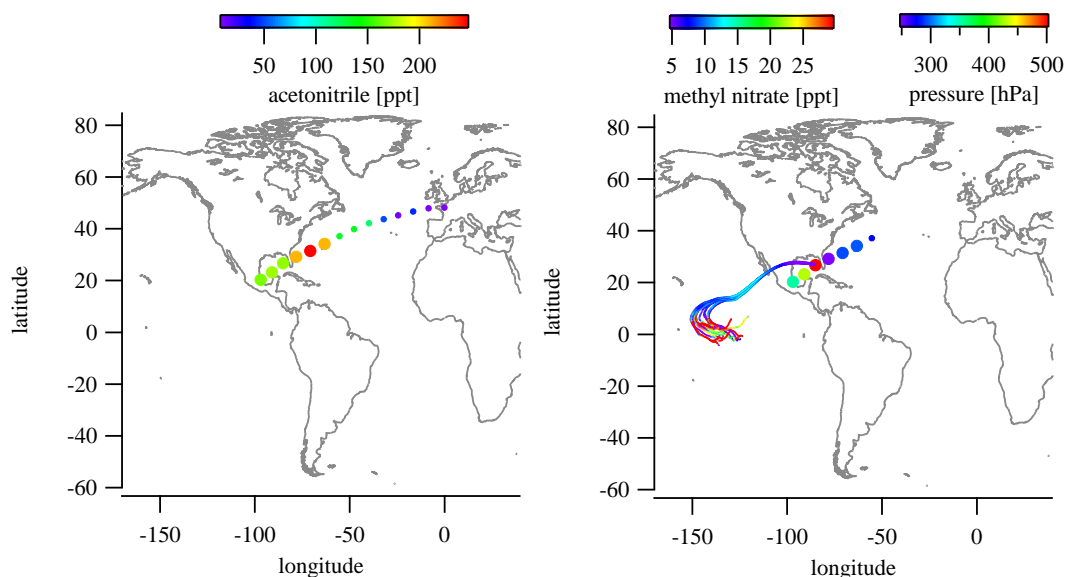 50 100 150 200
acetonitrile [ppt]
80
60
40
20
0
-20
-40
-60
latitude
-150 -100 -50 0
longitude
5 10 15 20 25
methyl nitrate [ppt]
300 400 500
pressure [hPa]
80
60
40
20
0
-20
-40
-60
latitude
-150 -100 -50 0
longitude